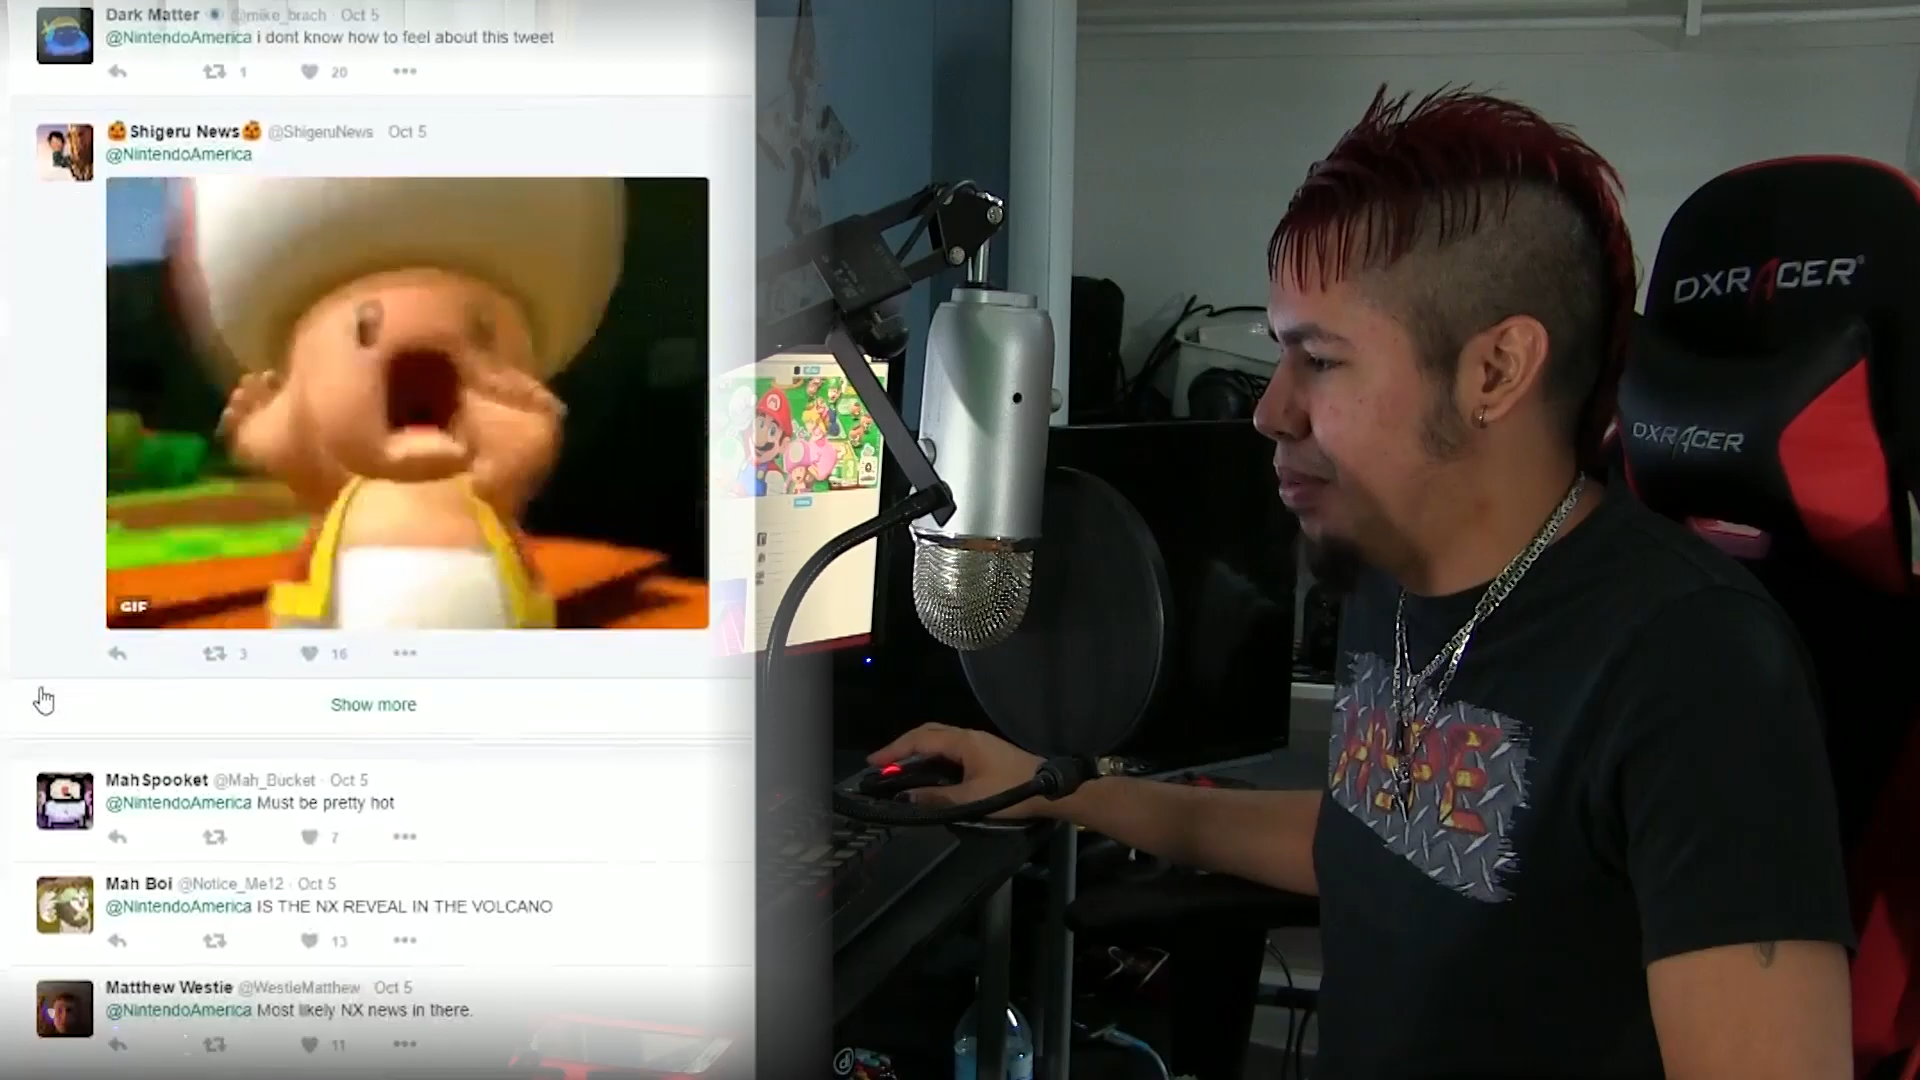 Dark Matter @mike_brach · Oct 5
@NintendoAmerica i dont know how to feel about this tweet
1 20
🎃Shigeru News🎃 @ShigeruNews Oct 5
@NintendoAmerica
GIF
3 16
Show more
MahSpooket @Mah_Bucket · Oct 5
@NintendoAmerica Must be pretty hot
7
Mah Boi @Notice_Me12 · Oct 5
@NintendoAmerica IS THE NX REVEAL IN THE VOLCANO
13
Matthew Westie @WestieMatthew Oct 5
@NintendoAmerica Most likely NX news in there.
11
DXRACER®
DXRACER
HYPE